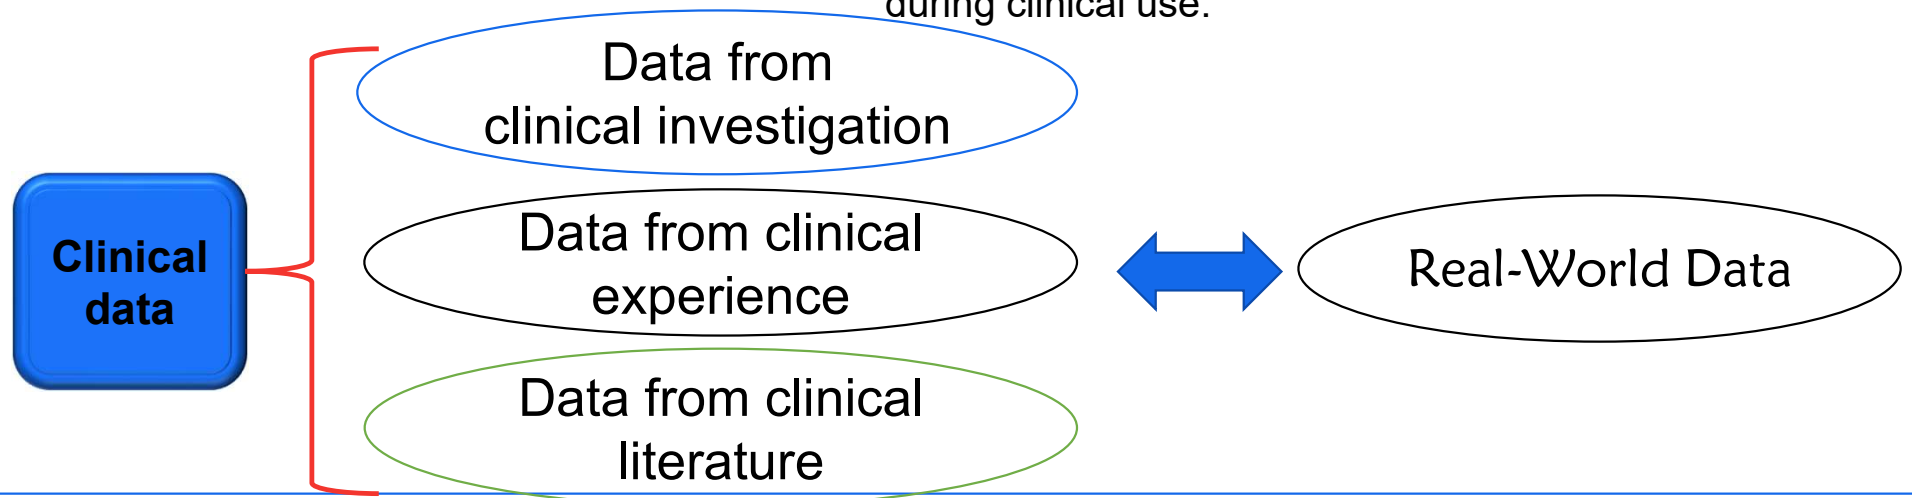 during clinical use.
Data from
clinical investigation
Clinical
data
Data from clinical
experience
Real-World Data
Data from clinical
literature